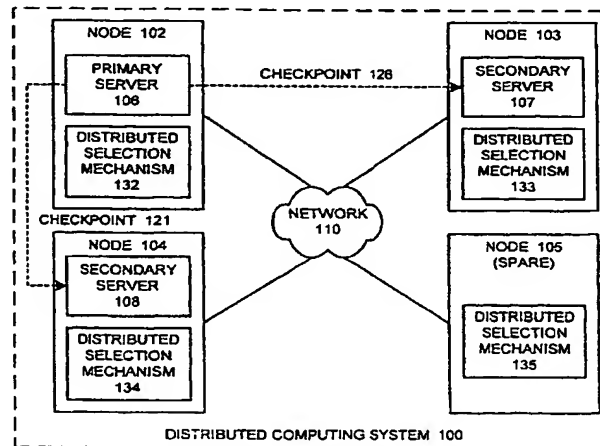 NODE 102
PRIMARY
SERVER
106
DISTRIBUTED
SELECTION
MECHANISM
132
CHECKPOINT 126
NODE 103
SECONDARY
SERVER
107
DISTRIBUTED
SELECTION
MECHANISM
133
NETWORK
110
CHECKPOINT 121
NODE 104
SECONDARY
SERVER
108
DISTRIBUTED
SELECTION
MECHANISM
134
NODE 105
(SPARE)
DISTRIBUTED
SELECTION
MECHANISM
135
DISTRIBUTED COMPUTING SYSTEM 100